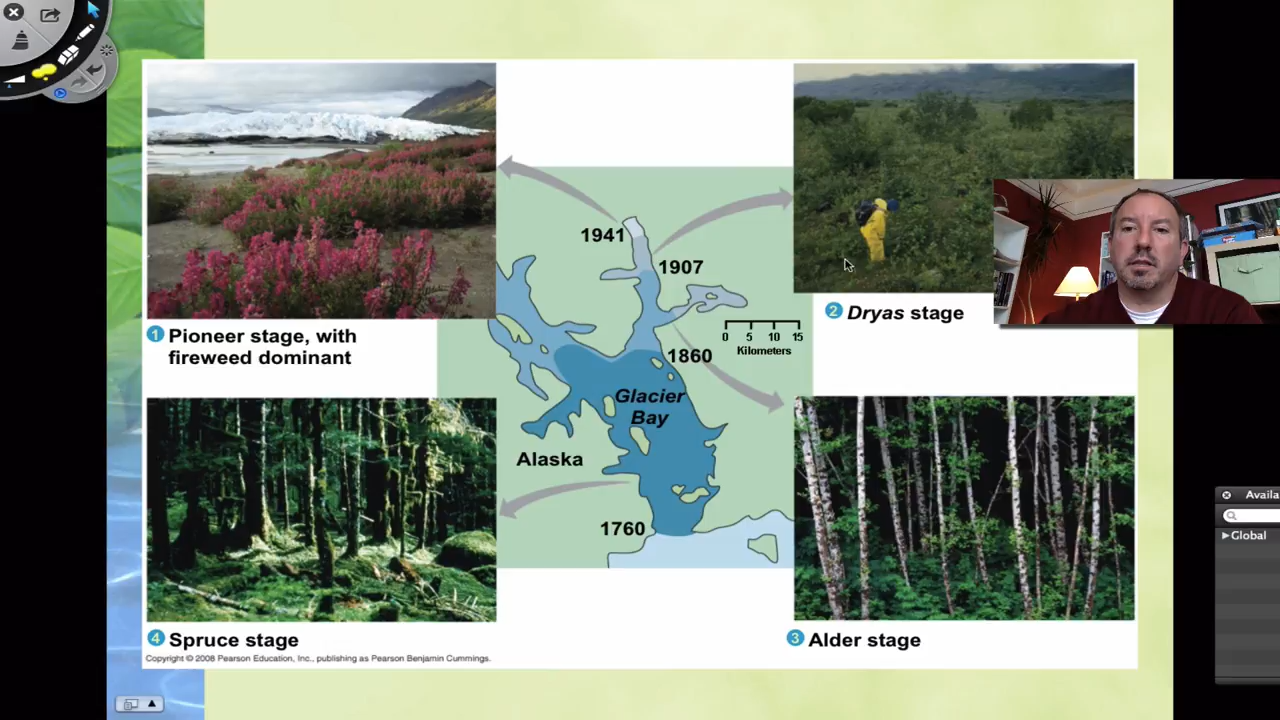 1941
1907
1860
0 5 10 15
Kilometers
1 Pioneer stage, with
fireweed dominant
2 Dryas stage
Glacier
Bay
Alaska
1760
4 Spruce stage
3 Alder stage
Copyright © 2008 Pearson Education, Inc., publishing as Pearson Benjamin Cummings.
Availa
Global